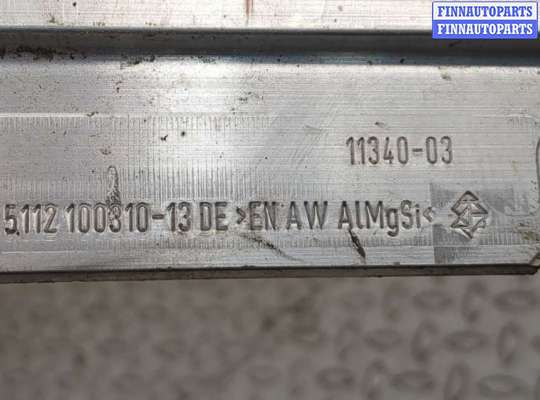 FINNAUTOPARTS
FINNAUTOPARTS
11340-03
5.112 100310-13 DE >EN AW AlMgSi<